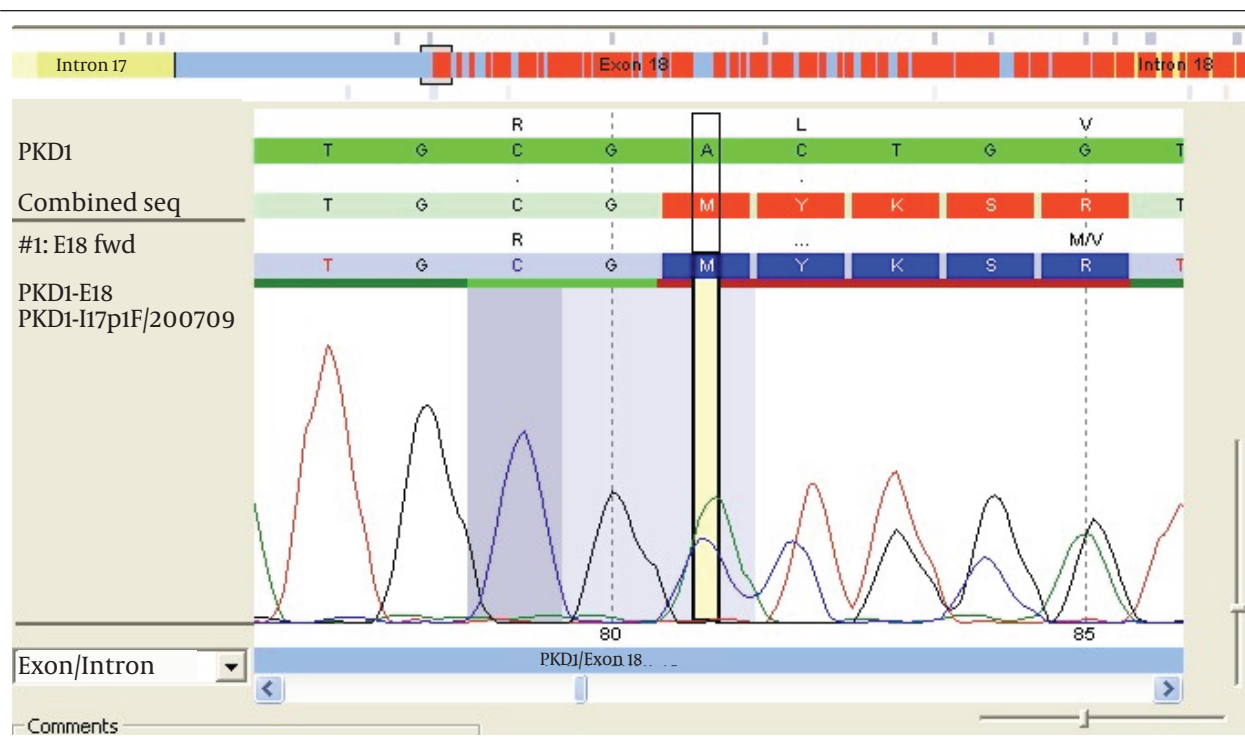 Intron 17 Exon 18 Intron 18
R L V
PKD1 T G C G A C T G G T
. . .
Combined seq T G C G M Y K S R T
#1: E18 fwd R ... M/V
T G C G M Y K S R T
PKD1-E18
PKD1-I17p1F/200709
80 85
Exon/Intron PKD1/Exon 18
Comments